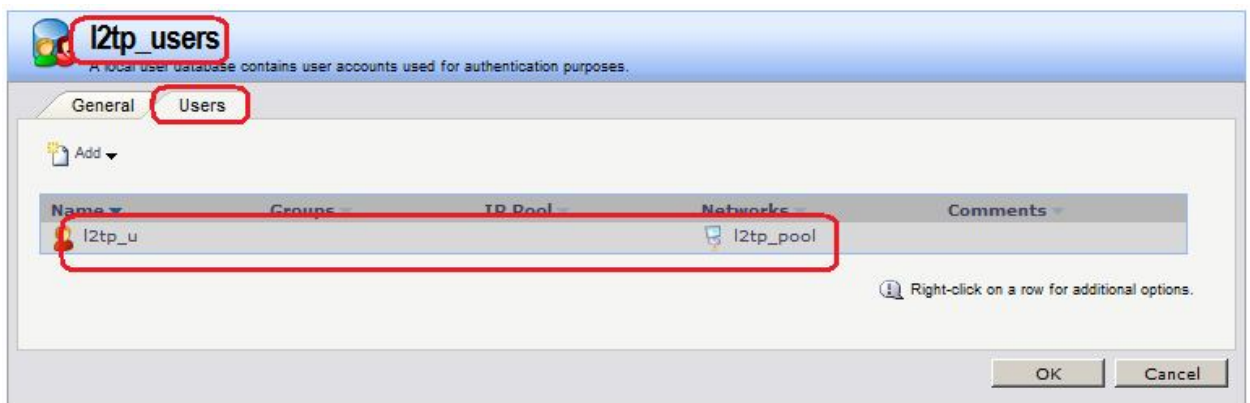 l2tp_users
A local user database contains user accounts used for authentication purposes.
General Users
Add
Name Groups IP Pool Networks Comments
l2tp_u l2tp_pool
Right-click on a row for additional options.
OK Cancel